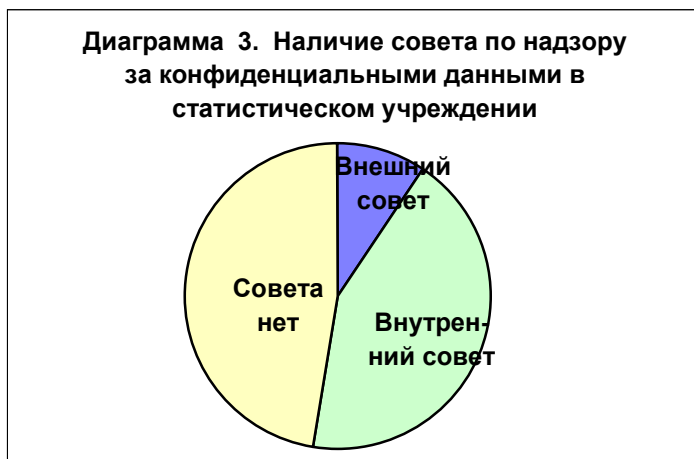 Диаграмма 3. Наличие совета по надзору
за конфиденциальными данными в
статистическом учреждении
Внешний
совет
Совета
нет
Внутрен-
ний совет